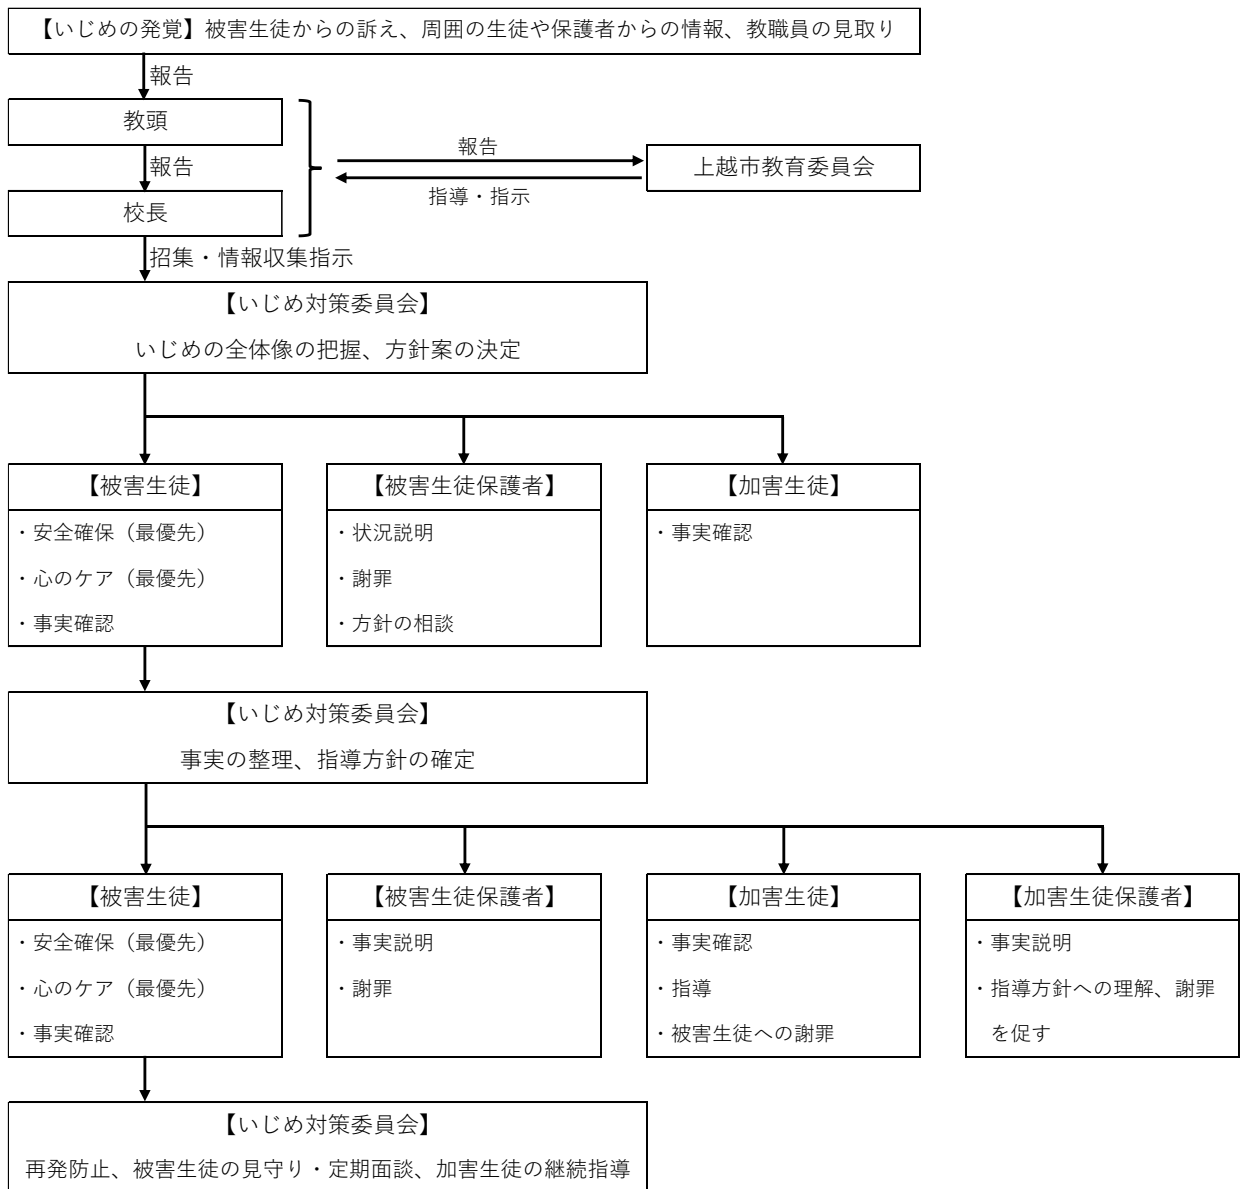 【いじめの発覚】被害生徒からの訴え、周囲の生徒や保護者からの情報、教職員の見取り
報告
教頭
報告
校長
報告
指導・指示
上越市教育委員会
招集・情報収集指示
【いじめ対策委員会】
いじめの全体像の把握、方針案の決定
【被害生徒】
・安全確保（最優先）
・心のケア（最優先）
・事実確認
【被害生徒保護者】
・状況説明
・謝罪
・方針の相談
【加害生徒】
・事実確認
【いじめ対策委員会】
事実の整理、指導方針の確定
【被害生徒】
・安全確保（最優先）
・心のケア（最優先）
・事実確認
【被害生徒保護者】
・事実説明
・謝罪
【加害生徒】
・事実確認
・指導
・被害生徒への謝罪
【加害生徒保護者】
・事実説明
・指導方針への理解、謝罪
を促す
【いじめ対策委員会】
再発防止、被害生徒の見守り・定期面談、加害生徒の継続指導